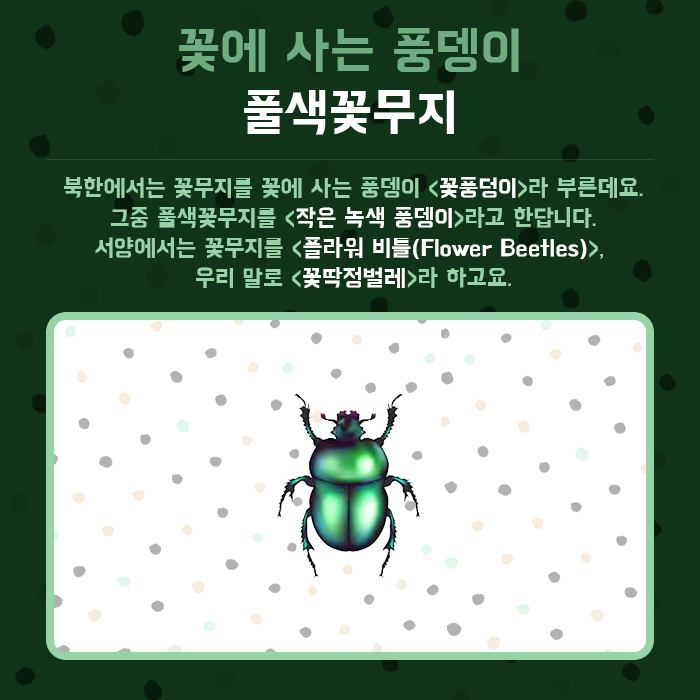 꽃에 사는 풍뎅이
풀색꽃무지
북한에서는 꽃무지를 꽃에 사는 풍뎅이 <꽃풍덩이>라 부른데요.
그중 풀색꽃무지를 <작은 녹색 풍뎅이>라고 한답니다.
서양에서는 꽃무지를 <플라워 비틀(Flower Beetles)>,
우리 말로 <꽃딱정벌레>라 하고요.